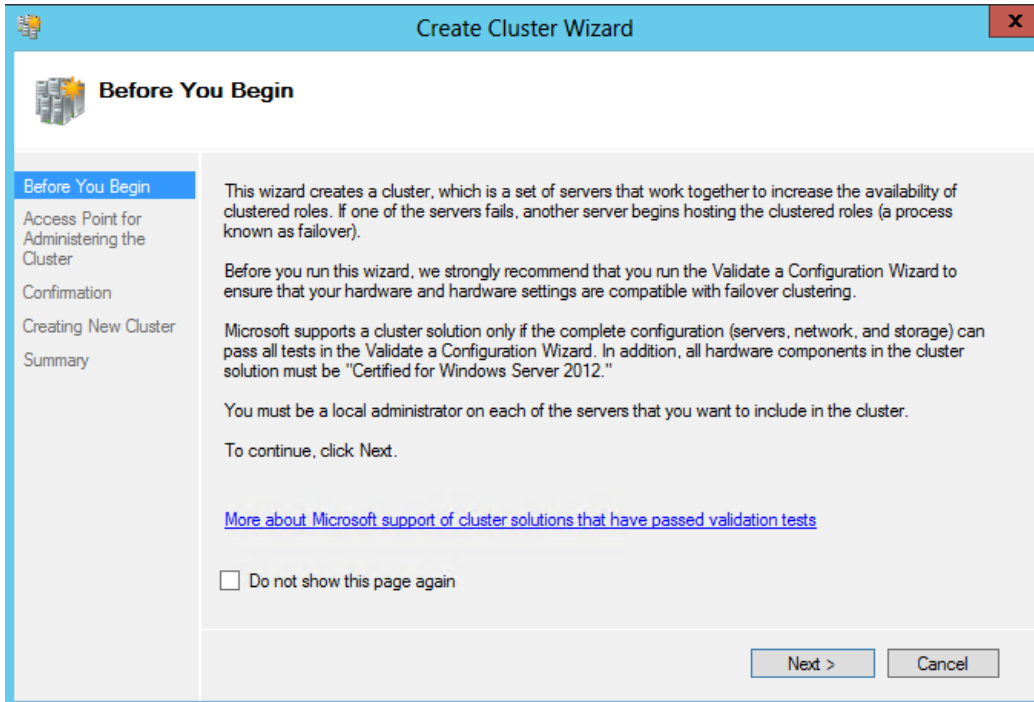 Create Cluster Wizard
x
Before You Begin
Before You Begin
Access Point for
Administering the
Cluster
Confirmation
Creating New Cluster
Summary
This wizard creates a cluster, which is a set of servers that work together to increase the availability of
clustered roles. If one of the servers fails, another server begins hosting the clustered roles (a process
known as failover).
Before you run this wizard, we strongly recommend that you run the Validate a Configuration Wizard to
ensure that your hardware and hardware settings are compatible with failover clustering.
Microsoft supports a cluster solution only if the complete configuration (servers, network, and storage) can
pass all tests in the Validate a Configuration Wizard. In addition, all hardware components in the cluster
solution must be "Certified for Windows Server 2012."
You must be a local administrator on each of the servers that you want to include in the cluster.
To continue, click Next.
More about Microsoft support of cluster solutions that have passed validation tests
Do not show this page again
Next >
Cancel